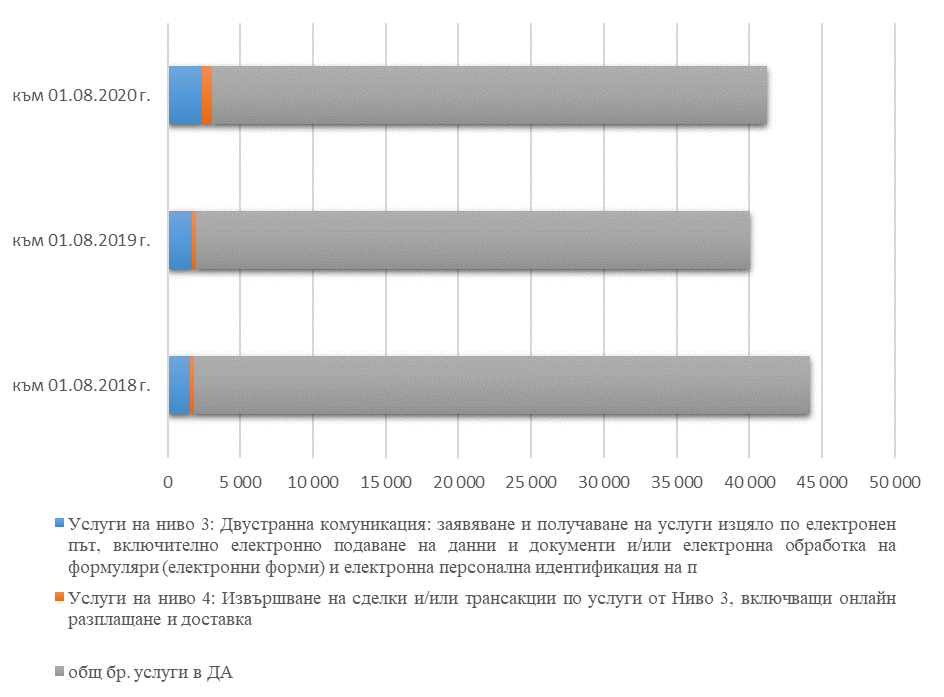 към 01.08.2020 г.
към 01.08.2019 г.
към 01.08.2018 г.
0 5 000 10 000 15 000 20 000 25 000 30 000 35 000 40 000 45 000 50 000
Услуги на ниво 3: Двустранна комуникация: заявяване и получаване на услуги изцяло по електронен
път, включително електронно подаване на данни и документи и/или електронна обработка на
формуляри (електронни форми) и електронна персонална идентификация на п
Услуги на ниво 4: Извършване на сделки и/или трансакции по услуги от Ниво 3, включващи онлайн
разплащане и доставка
общ бр. услуги в ДА